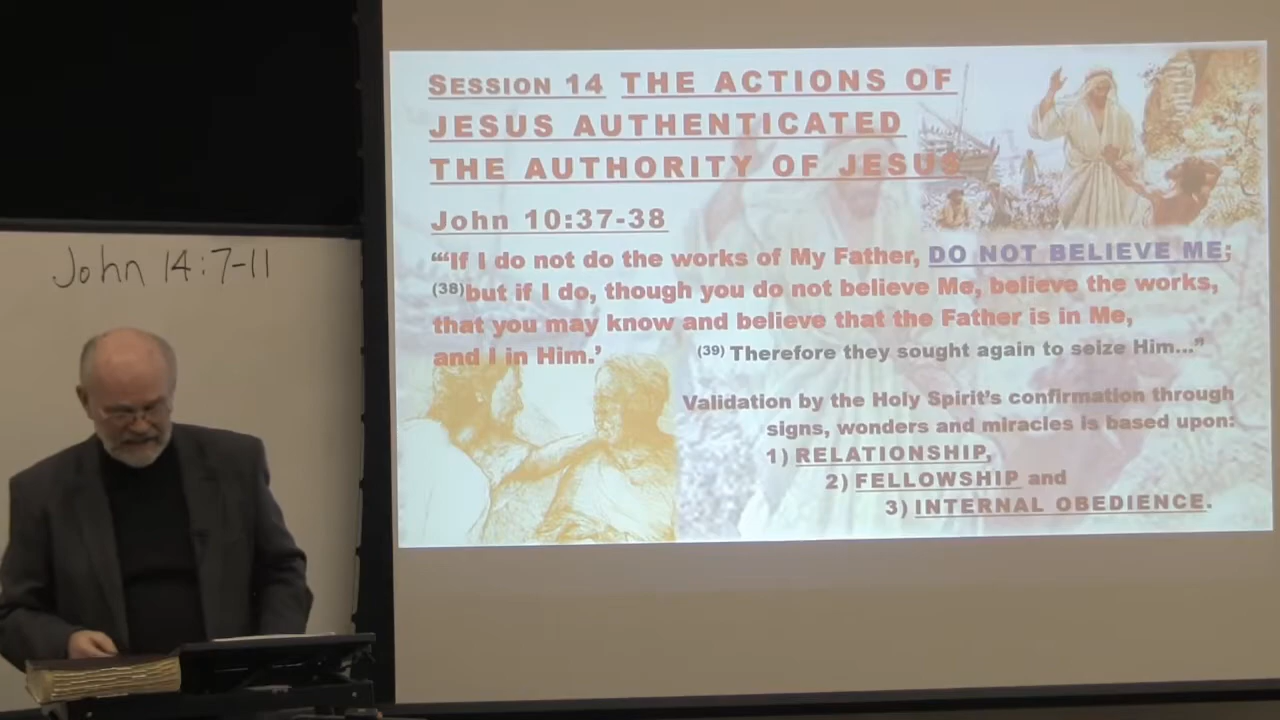 John 14:7-11
SESSION 14 THE ACTIONS OF
JESUS AUTHENTICATED
THE AUTHORITY OF JESUS
John 10:37-38
"‘If I do not do the works of My Father, DO NOT BELIEVE ME;
(38)but if I do, though you do not believe Me, believe the works,
that you may know and believe that the Father is in Me,
and I in Him.’ (39) Therefore they sought again to seize Him..."
Validation by the Holy Spirit’s confirmation through
signs, wonders and miracles is based upon:
1) RELATIONSHIP,
2) FELLOWSHIP and
3) INTERNAL OBEDIENCE.